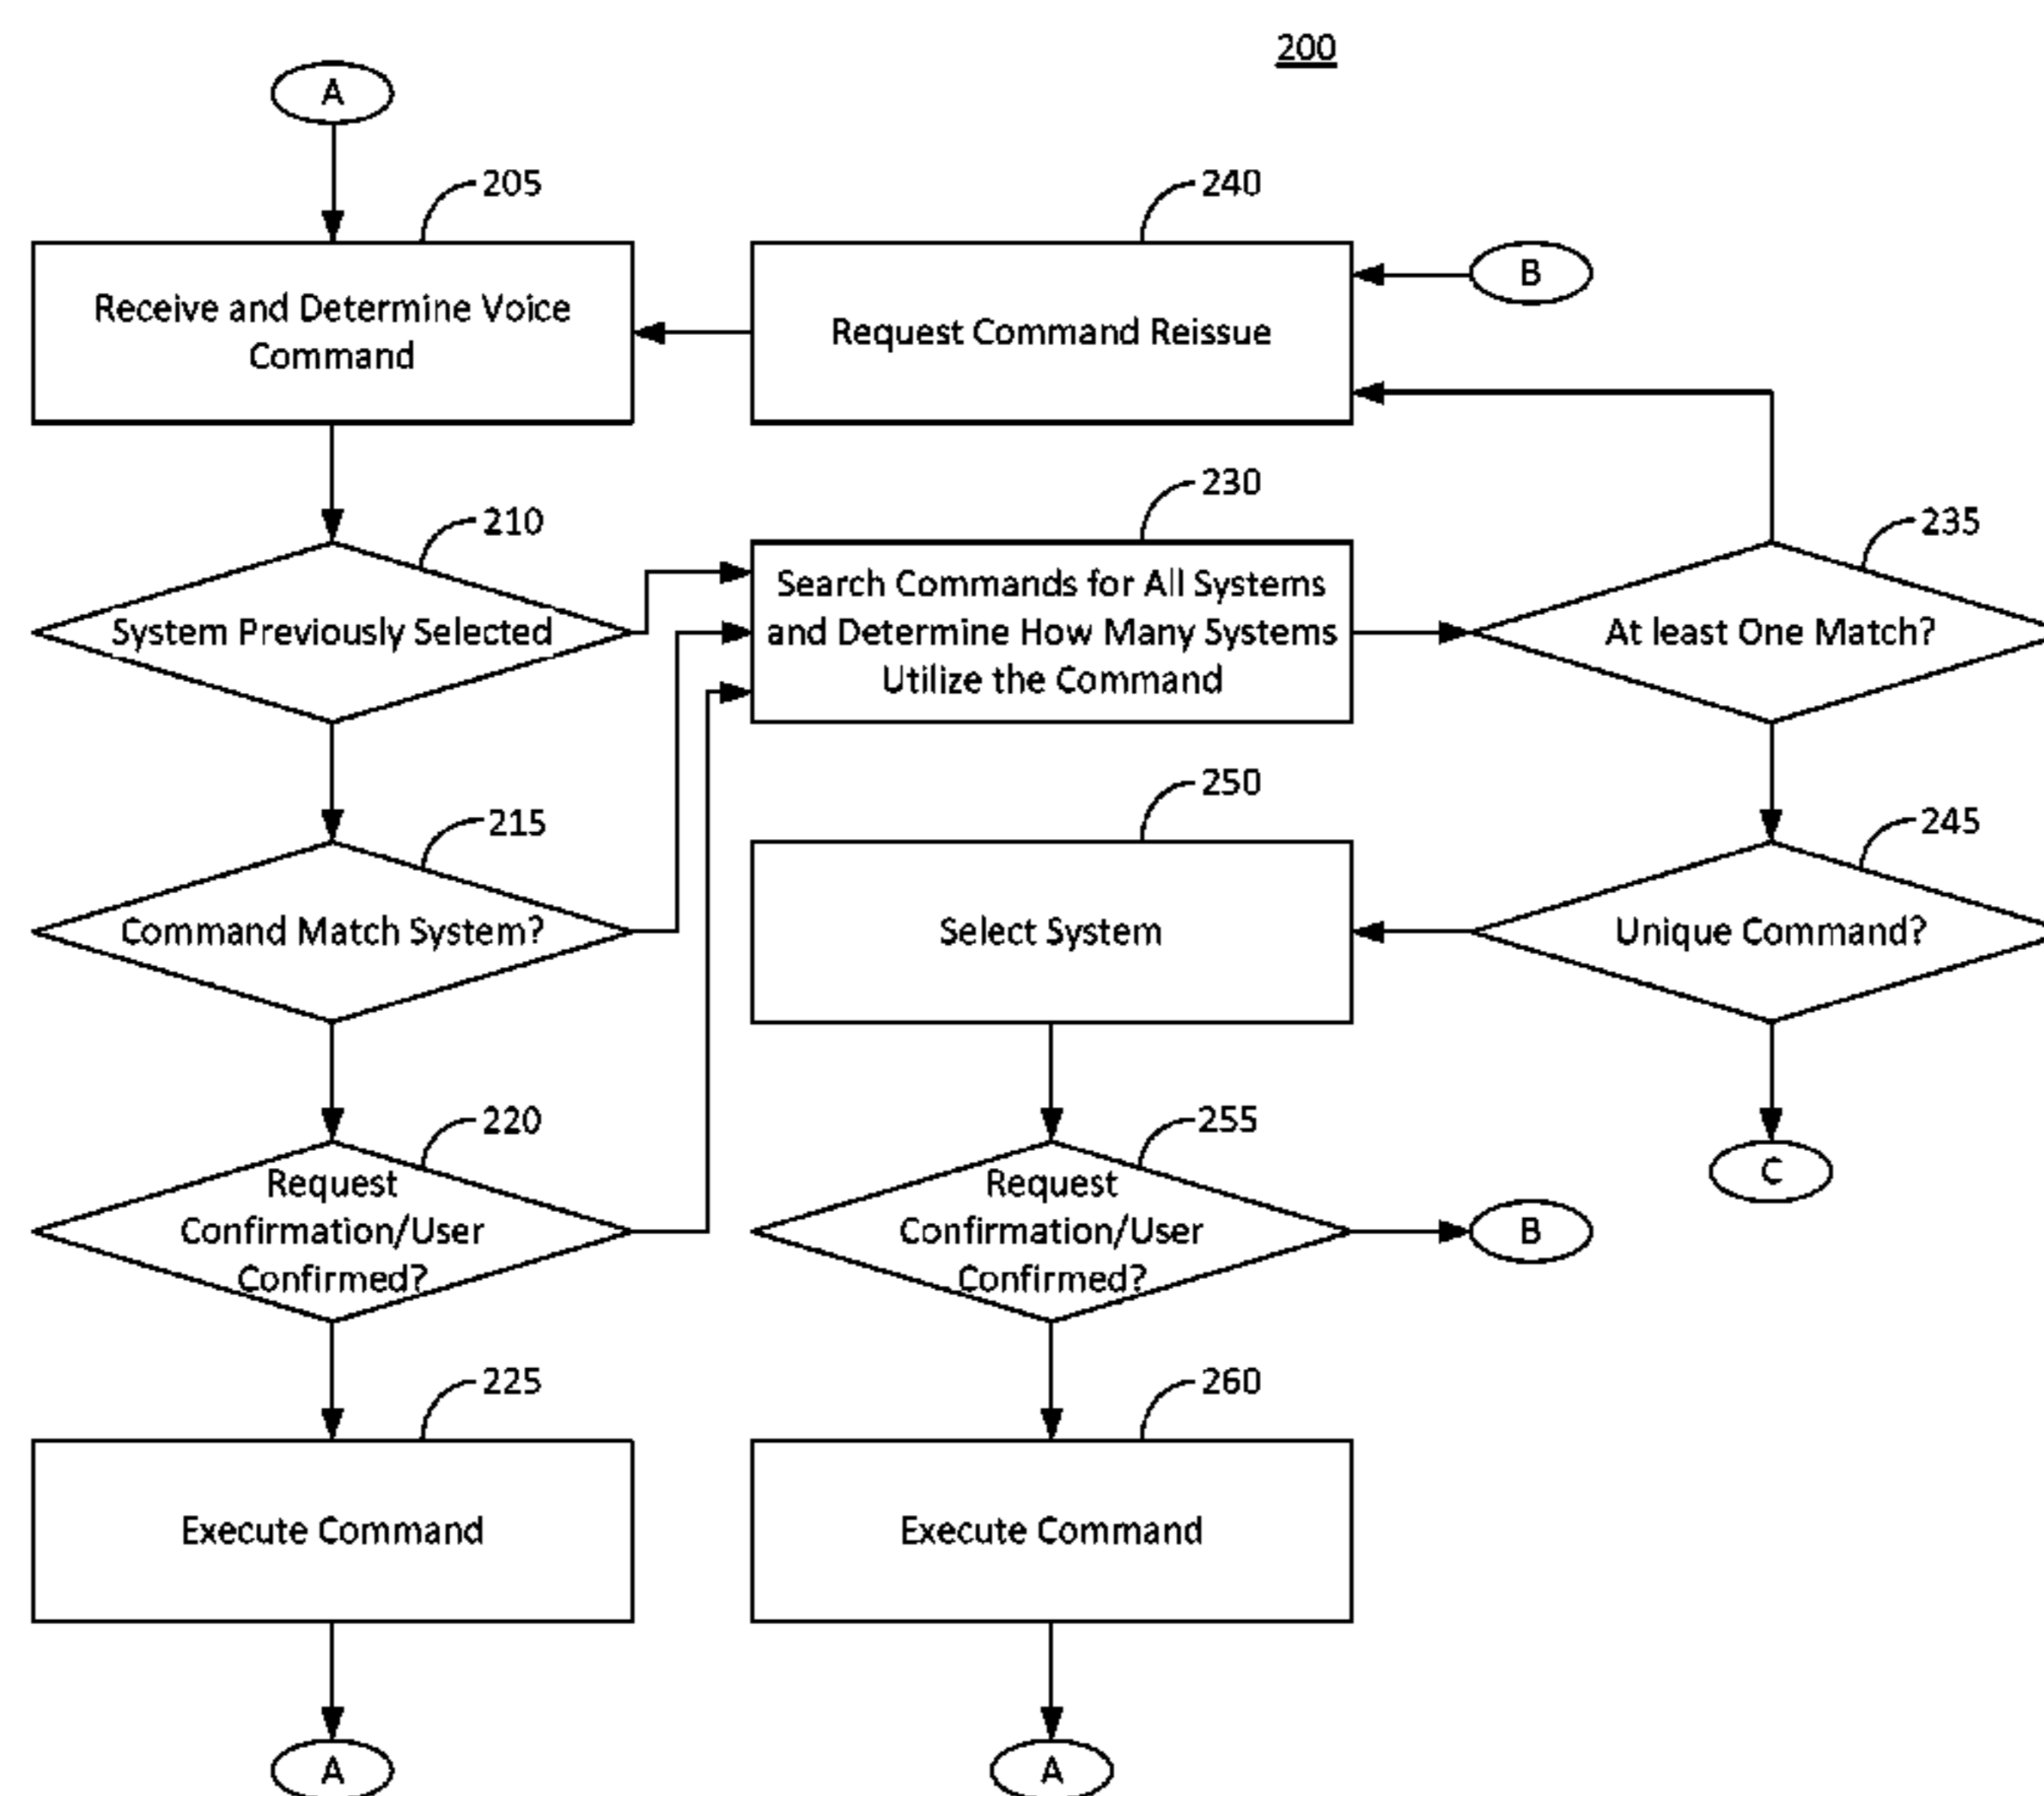 200
A
205
240
Receive and Determine Voice
Command
Request Command Reissue
B
210
230
235
System Previously Selected
Search Commands for All Systems
and Determine How Many Systems
Utilize the Command
At least One Match?
215
250
245
Command Match System?
Select System
Unique Command?
220
255
Request
Confirmation/User
Confirmed?
Request
Confirmation/User
Confirmed?
B
C
225
260
Execute Command
Execute Command
A
A